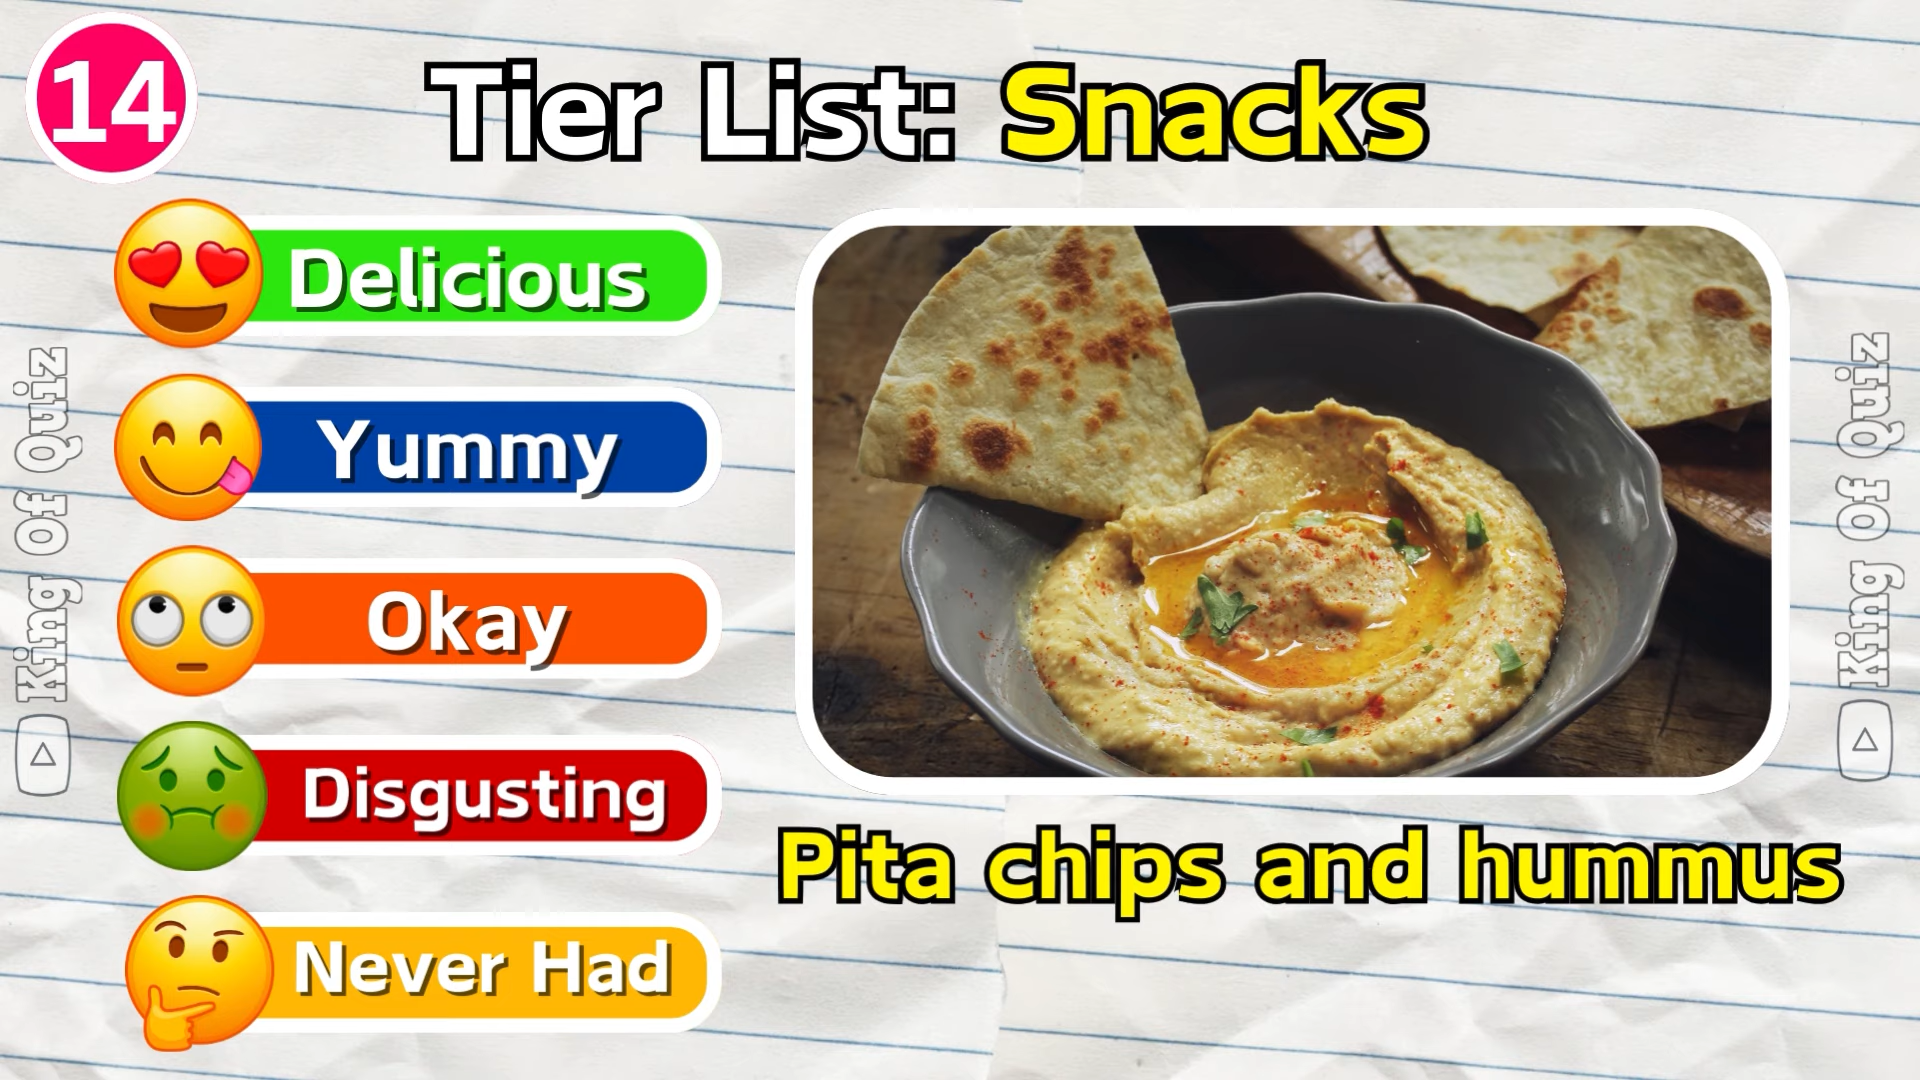 14
Tier List: Snacks
Delicious
Yummy
Okay
Disgusting
Never Had
Pita chips and hummus
King Of Quiz
King Of Quiz